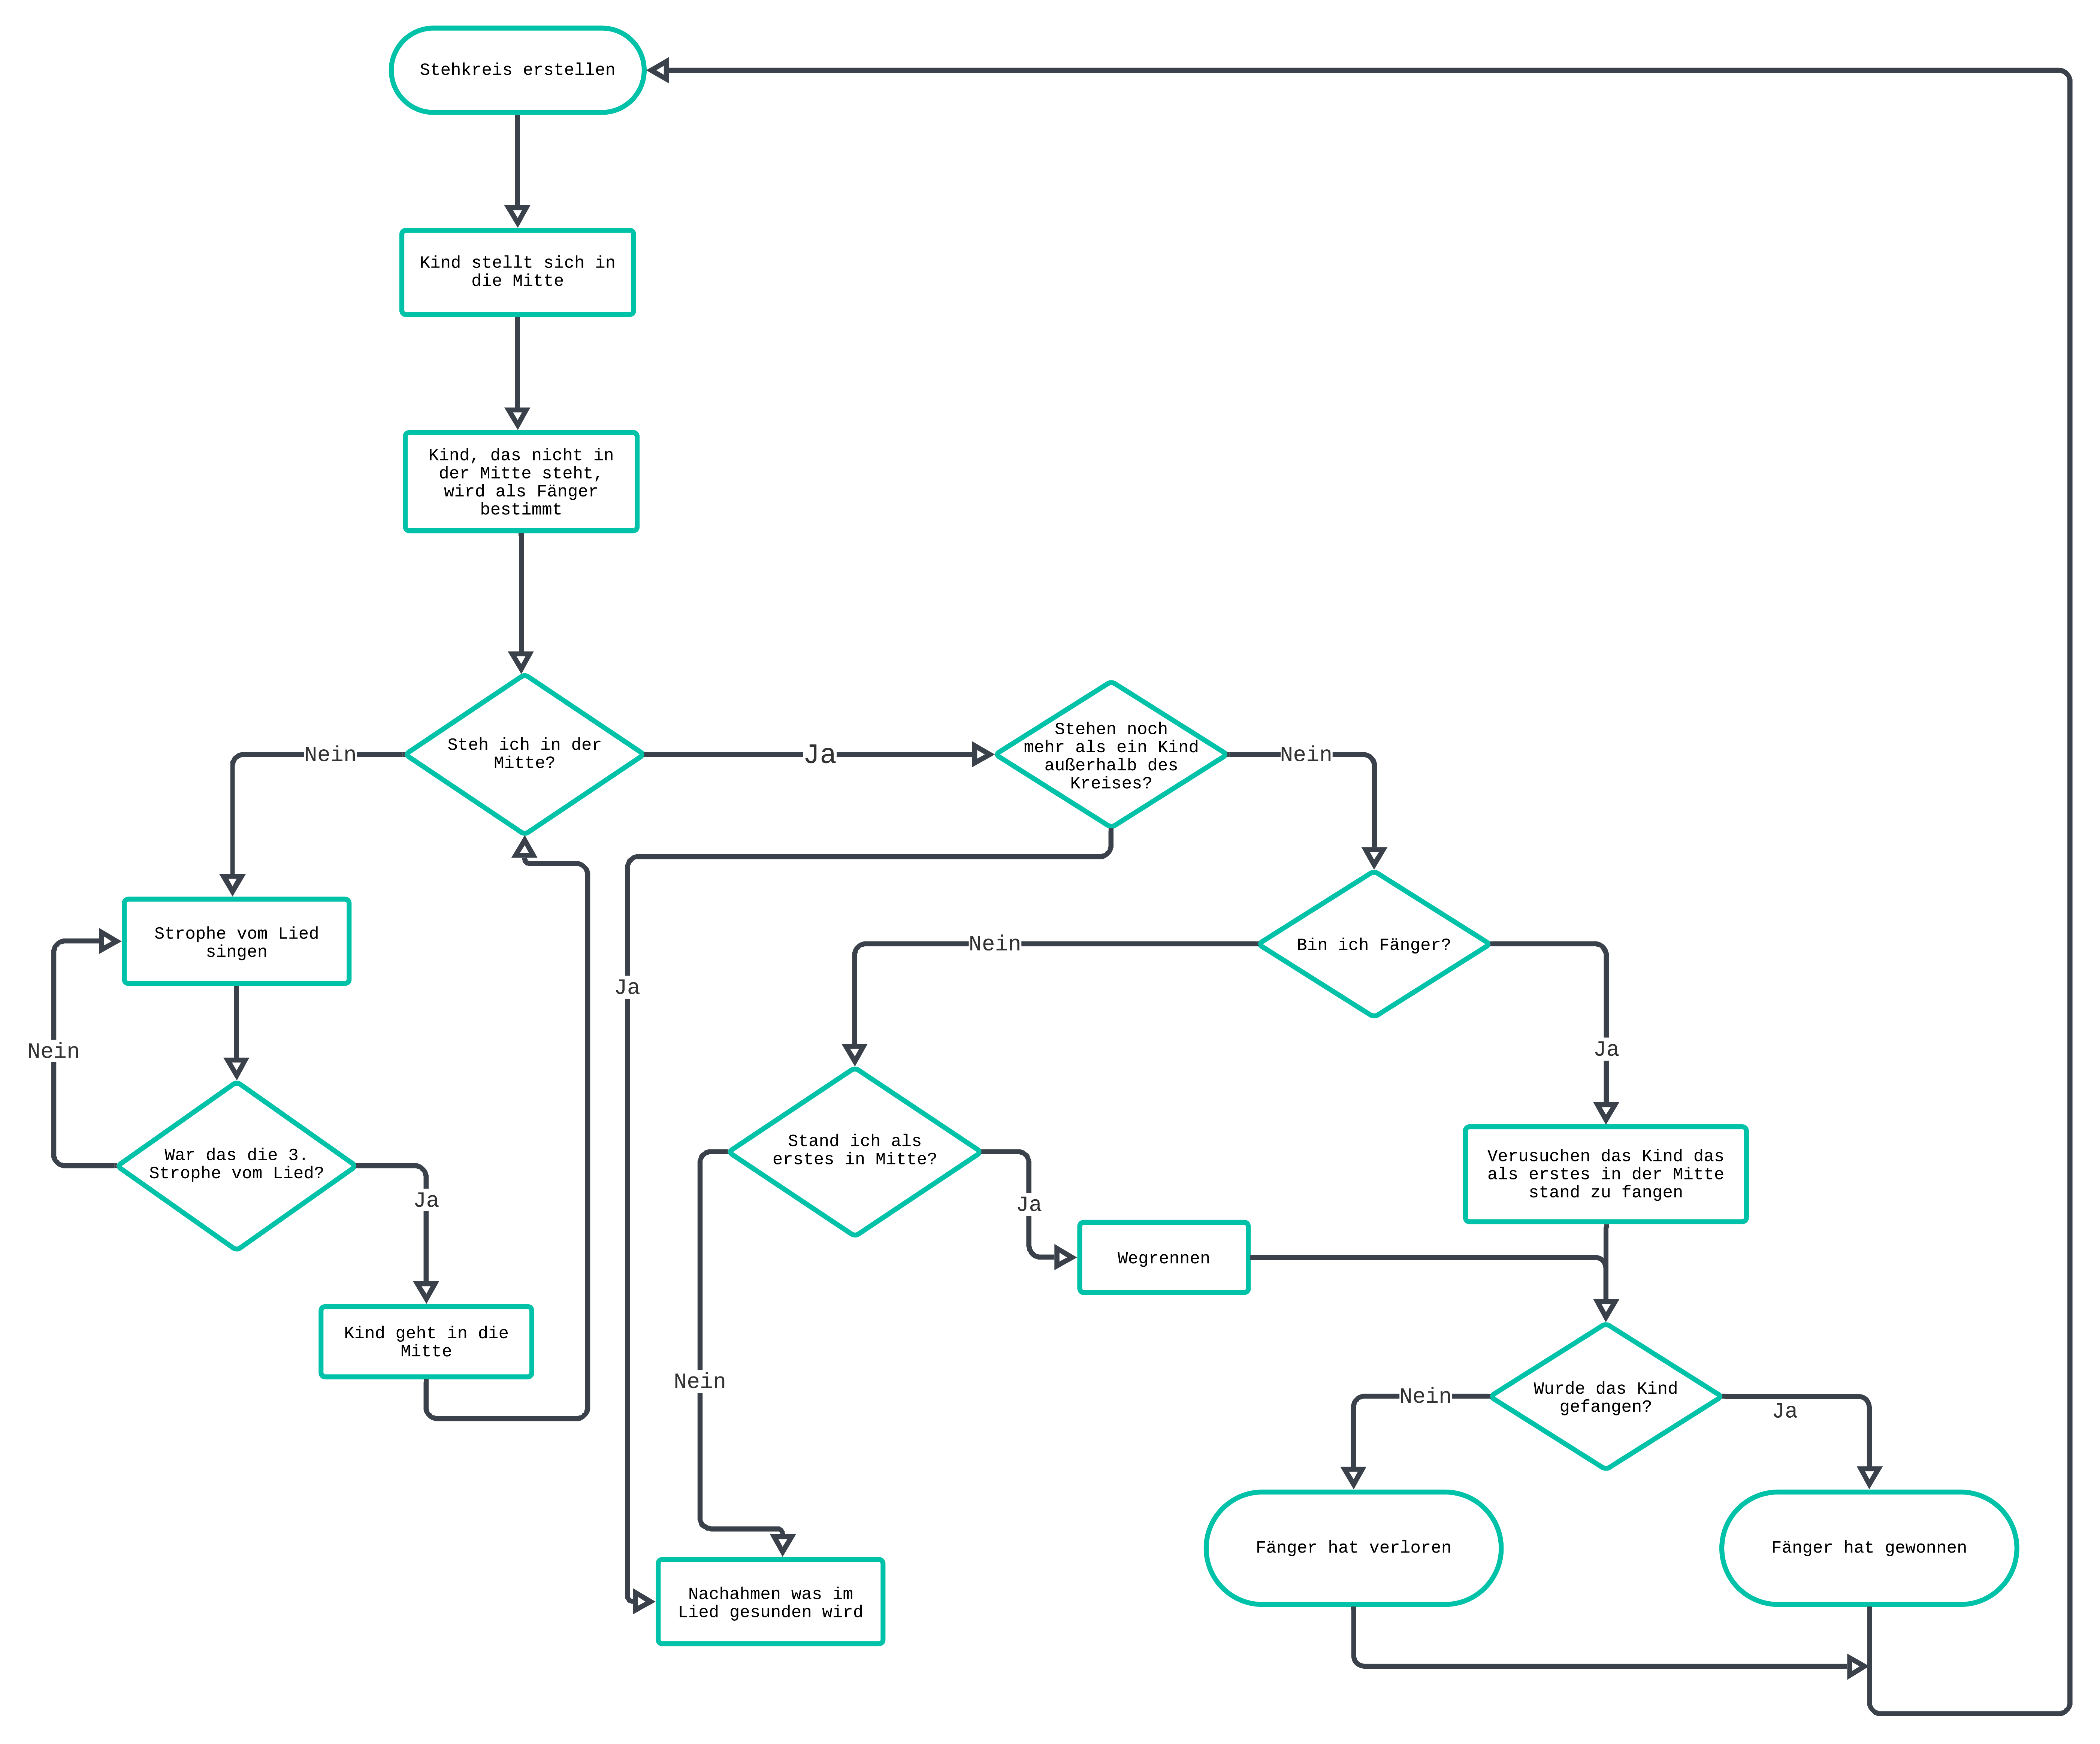 Stehkreis erstellen
Kind stellt sich in
die Mitte
Kind, das nicht in
der Mitte steht,
wird als Fänger
bestimmt
Steh ich in der
Mitte?
Nein
Ja
Stehen noch
mehr als ein Kind
außerhalb des
Kreises?
Nein
Ja
Strophe vom Lied
singen
Nein
War das die 3.
Strophe vom Lied?
Ja
Kind geht in die
Mitte
Bin ich Fänger?
Nein
Ja
Stand ich als
erstes in Mitte?
Ja
Nein
Wegrennen
Verusuchen das Kind das
als erstes in der Mitte
stand zu fangen
Wurde das Kind
gefangen?
Nein
Ja
Nachahmen was im
Lied gesunden wird
Fänger hat verloren
Fänger hat gewonnen